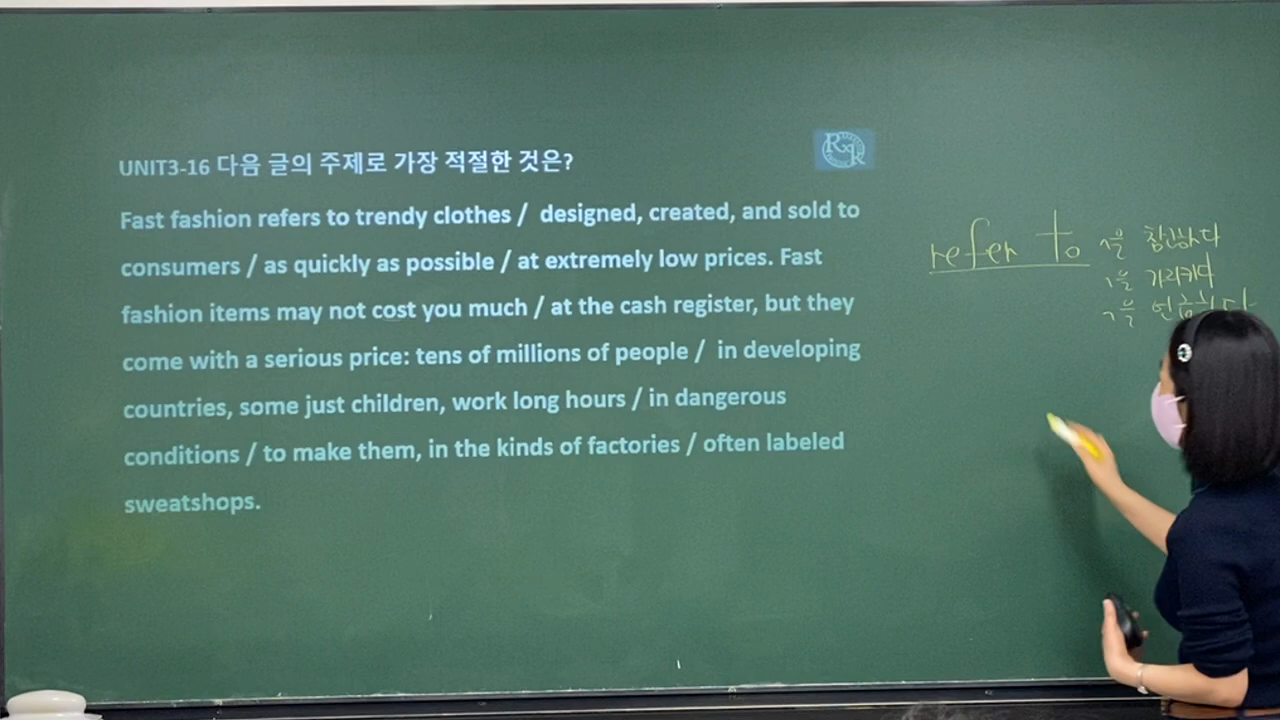 UNIT3-16 다음 글의 주제로 가장 적절한 것은?
RxR
Fast fashion refers to trendy clothes / designed, created, and sold to
consumers / as quickly as possible / at extremely low prices. Fast
fashion items may not cost you much / at the cash register, but they
come with a serious price: tens of millions of people / in developing
countries, some just children, work long hours / in dangerous
conditions / to make them, in the kinds of factories / often labeled
sweatshops.
refer to ~을 참고하다
~을 가리키다
~을